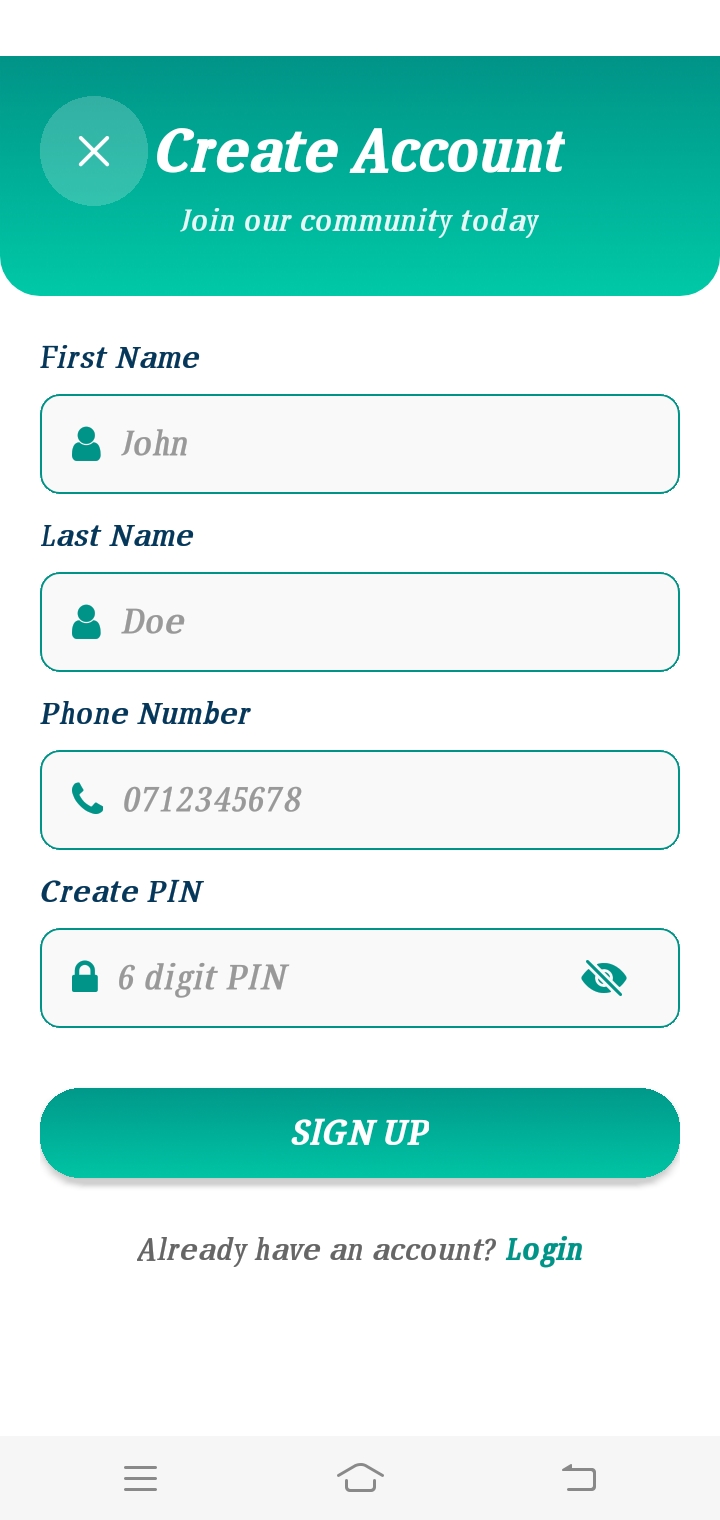 Create Account
Join our community today
First Name
John
Last Name
Doe
Phone Number
0712345678
Create PIN
6 digit PIN
SIGN UP
Already have an account? Login